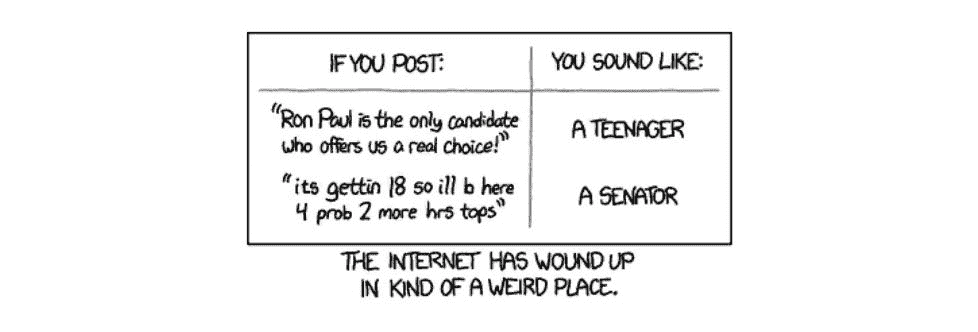 IF YOU POST:
YOU SOUND LIKE:
"Ron Paul is the only candidate
who offers us a real choice!"
A TEENAGER
"its gettin 18 so ill b here
4 prob 2 more hrs tops"
A SENATOR
THE INTERNET HAS WOUND UP
IN KIND OF A WEIRD PLACE.